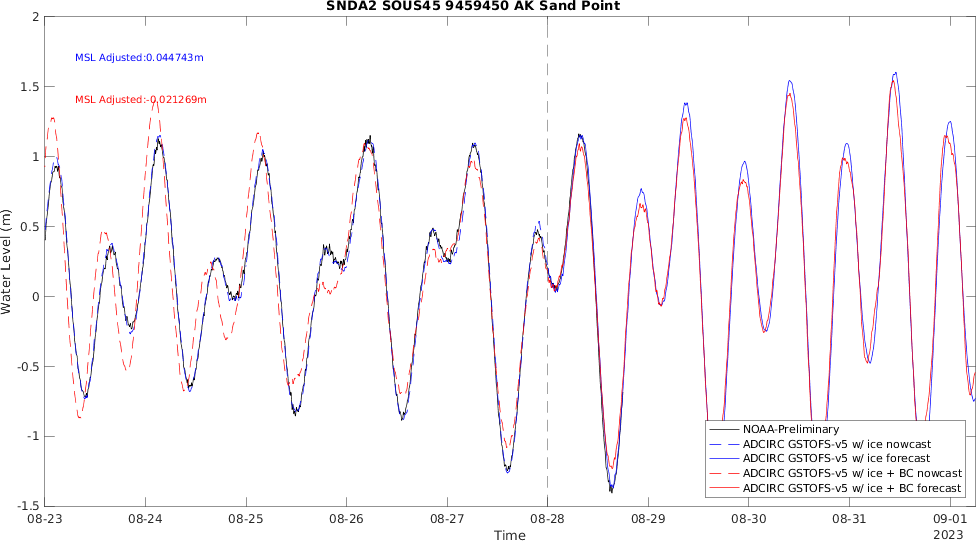 SNDA2 SOUS45 9459450 AK Sand Point
2
MSL Adjusted:0.044743m
1.5
MSL Adjusted:-0.021269m
1
0.5
Water Level (m)
0
-0.5
-1
NOAA-Preliminary
ADCIRC GSTOFS-v5 w/ ice nowcast
ADCIRC GSTOFS-v5 w/ ice forecast
ADCIRC GSTOFS-v5 w/ ice + BC nowcast
ADCIRC GSTOFS-v5 w/ ice + BC forecast
-1.5
08-23 08-24 08-25 08-26 08-27 08-28 08-29 08-30 08-31 09-01
Time 2023